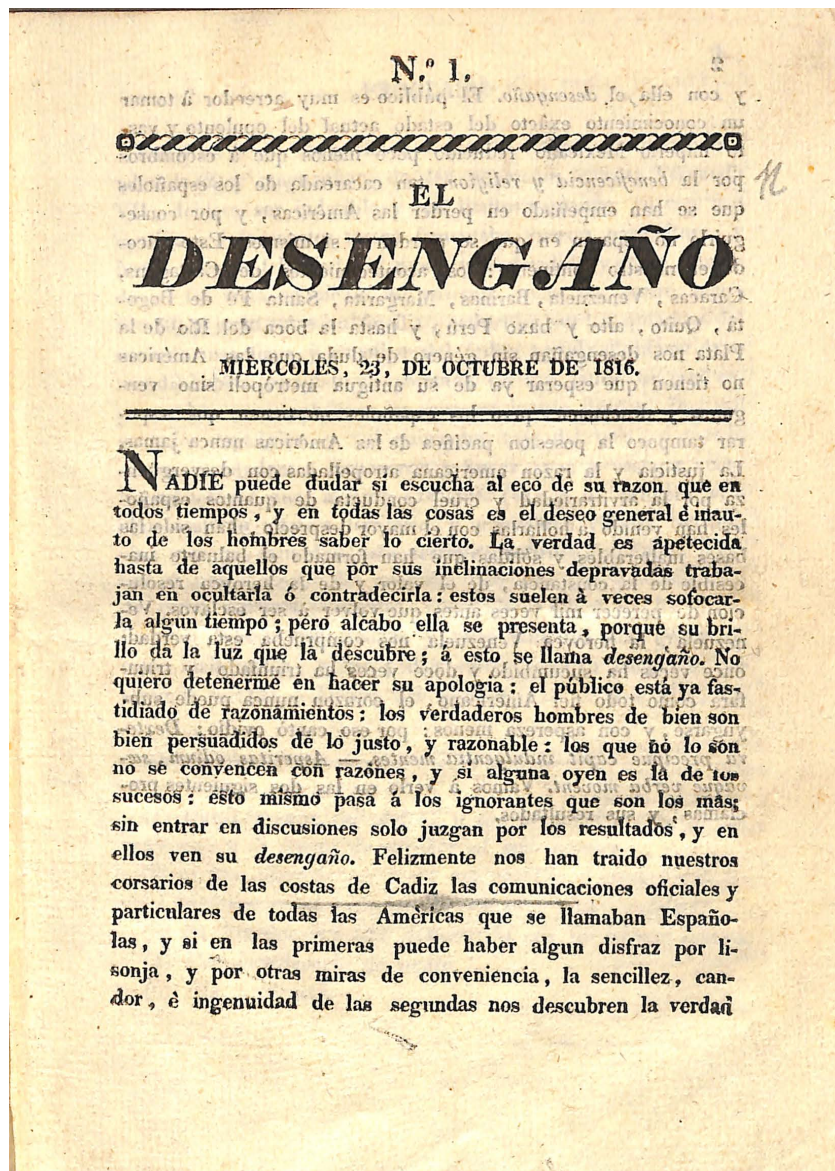 N.º 1.
EL
DESENGAÑO
MIÈRCOLES, 23, DE OCTUBRE DE 1816.
NADIE puede dudar si escucha al eco de su razon que en
todos tiempos, y en todas las cosas es el deseo general è inau-
to de los hombres saber lo cierto. La verdad es apetecida
hasta de aquellos que por sus inclinaciones depravadas traba-
jan en ocultarla ó contradecirla: estos suelen à veces sofocar-
la algun tiempo; pero alcabo ella se presenta, porque su bri-
llo dá la luz que la descubre; á esto se llama desengaño. No
quiero detenerme en hacer su apologia: el público está ya fas-
tidiado de razonamientos: los verdaderos hombres de bien son
bien persuadidos de lo justo, y razonable: los que no lo son
no se convencen con razones, y si alguna oyen es la de los
sucesos: esto mismo pasa á los ignorantes que son los más;
sin entrar en discusiones solo juzgan por los resultados, y en
ellos ven su desengaño. Felizmente nos han traido nuestros
corsarios de las costas de Cadiz las comunicaciones oficiales y
particulares de todas las Amèricas que se llamaban Españo-
las, y si en las primeras puede haber algun disfraz por li-
sonja, y por otras miras de conveniencia, la sencillez, can-
dor, è ingenuidad de las segundas nos descubren la verdad